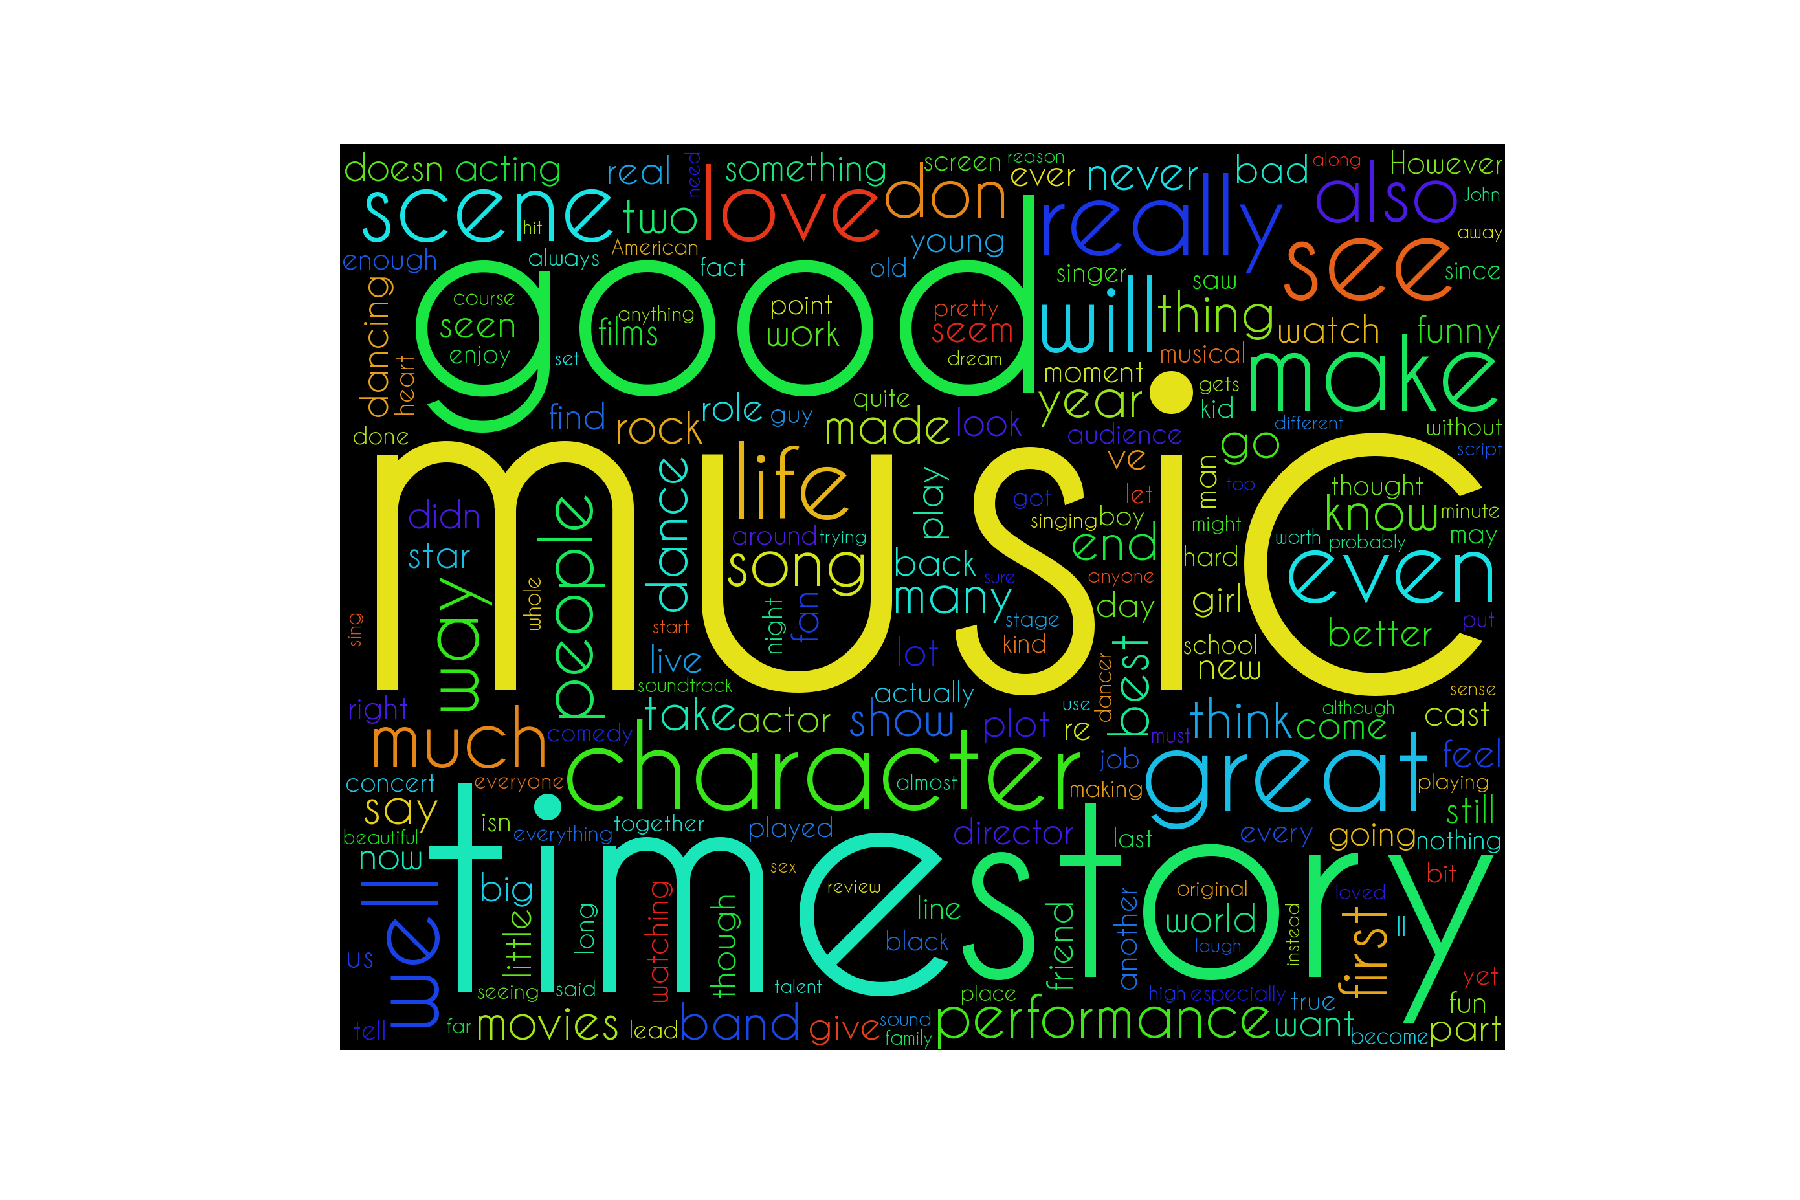 doesn acting
real
need
something
screen
reason
ever
never
bad
along
However
scene
hit
two
love
don
really
also
John
American
young
see
away
enough
always
fact
old
singer
saw
since
good
dancing
course
seen
enjoy
anything
film's
point
work
pretty
seem
dream
will
thing
watch
funny
set
musical
make
heart
moment
gets
find
rock
role
guy
quite
made
look
year
kid
different
without
done
audience
go
script
music
life
dance
people
didn
star
way
whole
play
got
ve
let
man
too
thought
know
minute
around
trying
song
singing
boy
end
might
worth
probably
may
back
sure
anyone
hard
even
many
night
fan
day
girl
stage
kind
sing
start
put
better
live
lot
best
school
new
soundtrack
actually
dancer
sense
right
take
actor
show
plot
use
re
must
think
although
come
cast
much
comedy
character
almost
job
great
feel
concert
everyone
making
playing
say
isn
everything
together
played
director
last
every
going
still
nothing
beautiful
now
time
story
sex
review
big
well
little
long
watching
though
line
black
friend
another
original
world
laugh
instead
loved
first
ll
bit
us
seeing
said
talent
place
high
especially
true
yet
fun
tell
far
movies
lead
band
give
sound
family
performance
want
become
part